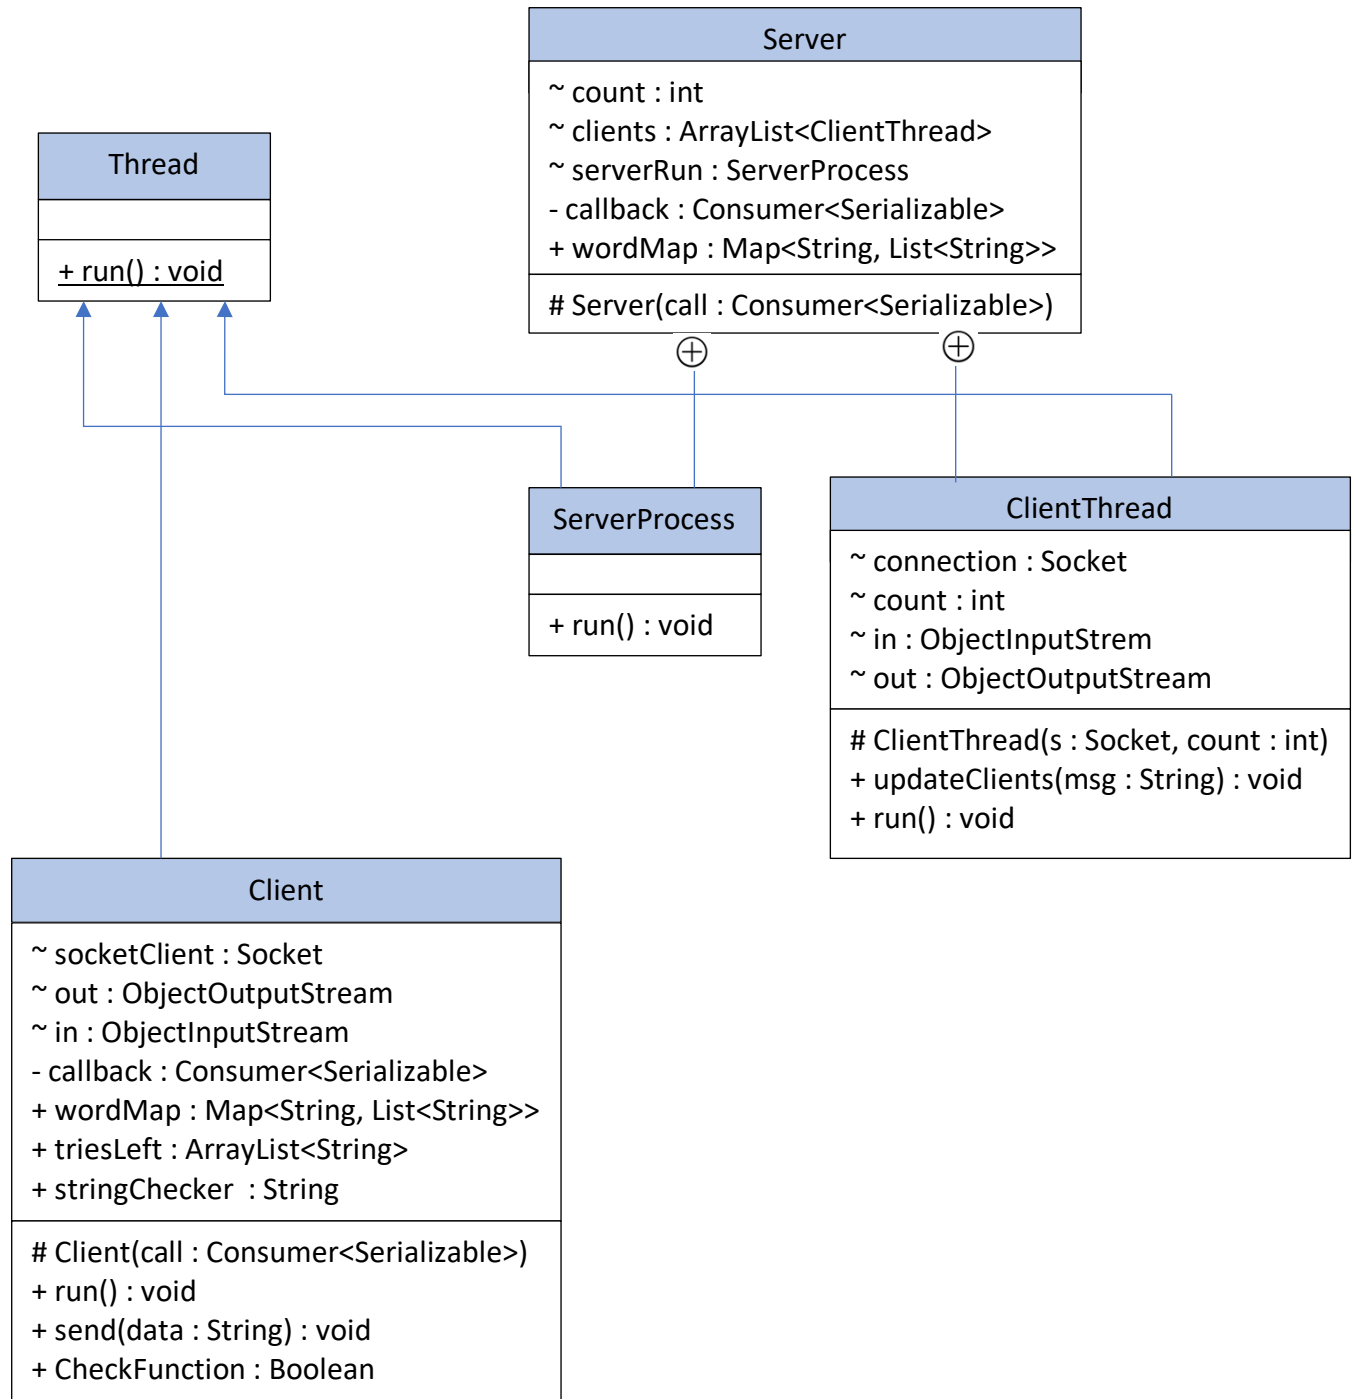 Server
~ count : int
~ clients : ArrayList<ClientThread>
~ serverRun : ServerProcess
- callback : Consumer<Serializable>
+ wordMap : Map<String, List<String>>
# Server(call : Consumer<Serializable>)
Thread
+ run() : void
ServerProcess
+ run() : void
ClientThread
~ connection : Socket
~ count : int
~ in : ObjectInputStrem
~ out : ObjectOutputStream
# ClientThread(s : Socket, count : int)
+ updateClients(msg : String) : void
+ run() : void
Client
~ socketClient : Socket
~ out : ObjectOutputStream
~ in : ObjectInputStream
- callback : Consumer<Serializable>
+ wordMap : Map<String, List<String>>
+ triesLeft : ArrayList<String>
+ stringChecker  : String
# Client(call : Consumer<Serializable>)
+ run() : void
+ send(data : String) : void
+ CheckFunction : Boolean